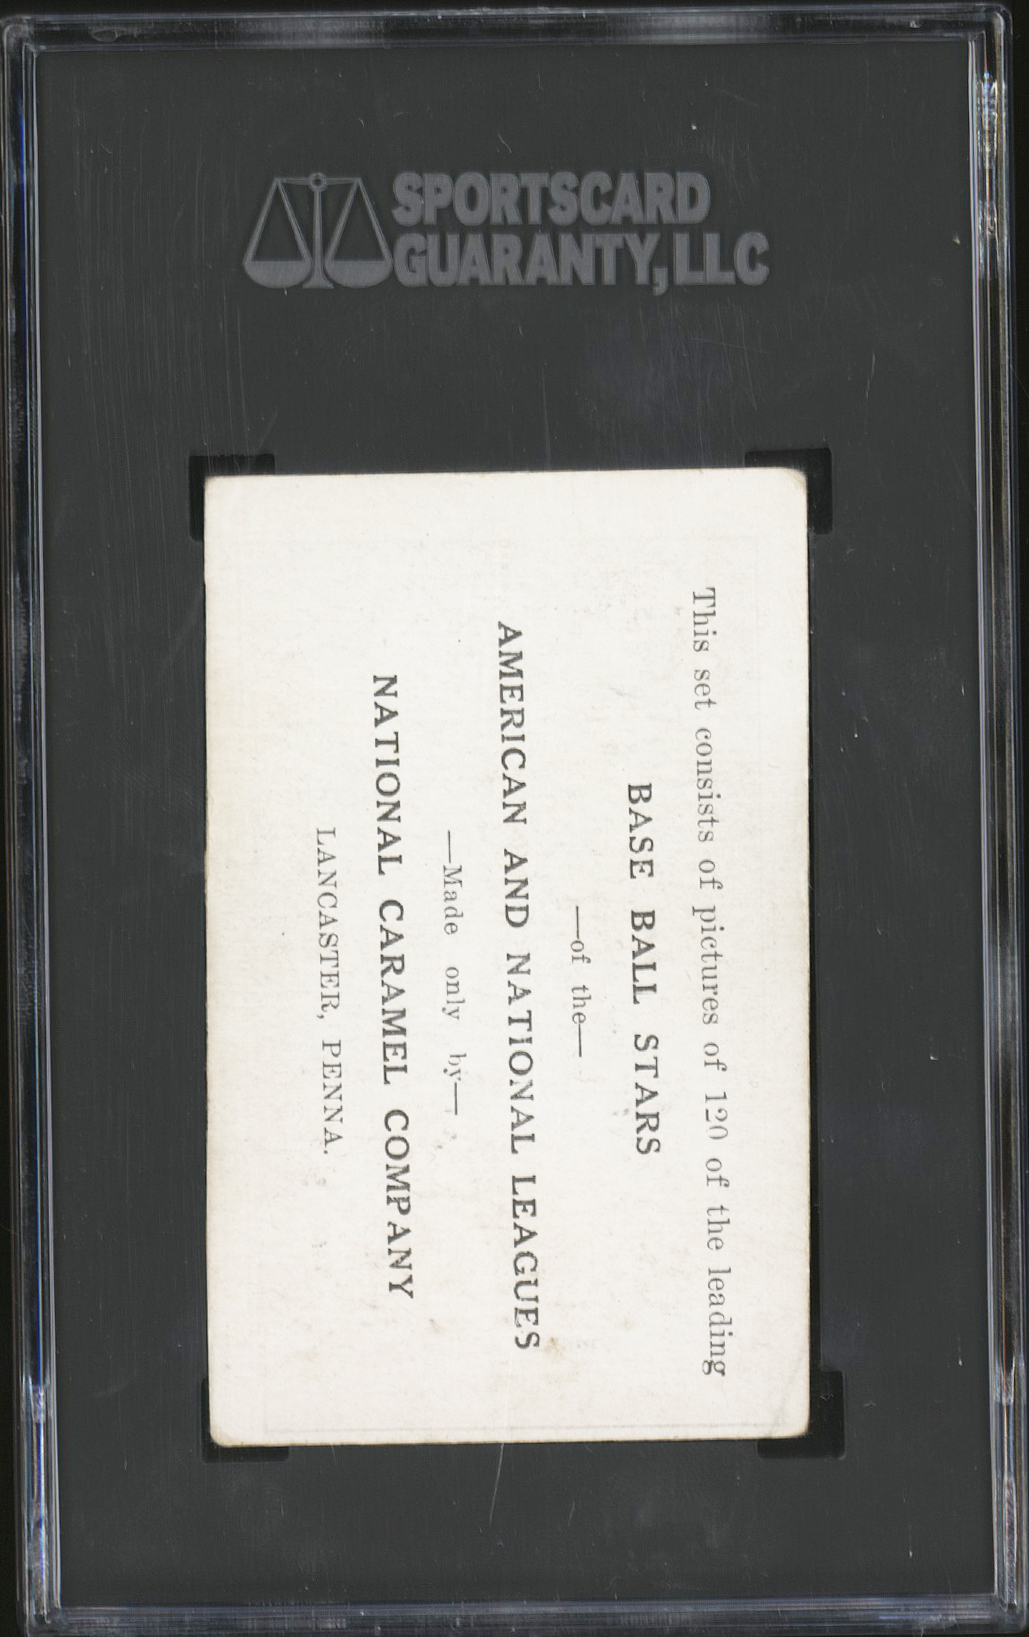 SPORTSCARD
GUARANTY, LLC
This set consists of pictures of 120 of the leading
BASE BALL STARS
—of the—
AMERICAN AND NATIONAL LEAGUES
—Made only by—
NATIONAL CARAMEL COMPANY
LANCASTER, PENNA.